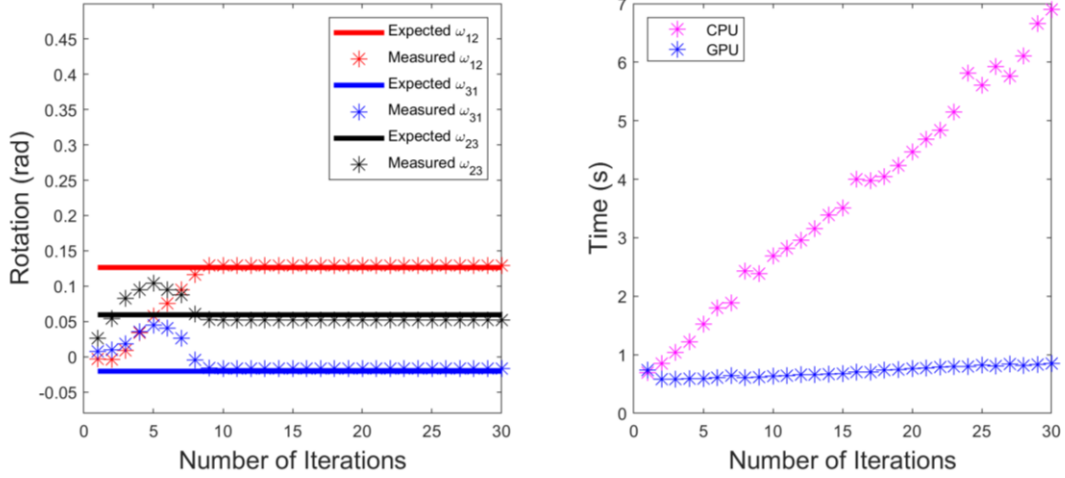 0.45
0.4
0.35
0.3
0.25
0.2
0.15
0.1
0.05
0
-0.05
Rotation (rad)
0 5 10 15 20 25 30
Number of Iterations
Expected ω12
Measured ω12
Expected ω31
Measured ω31
Expected ω23
Measured ω23
7
6
5
4
3
2
1
0
Time (s)
0 5 10 15 20 25 30
Number of Iterations
CPU
GPU